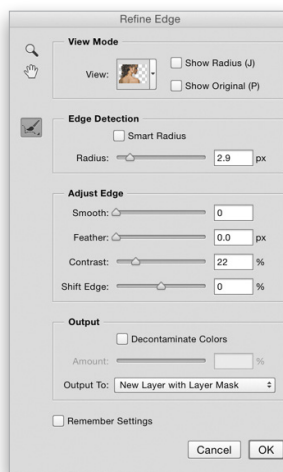 Refine Edge
View Mode
View:
Show Radius (J)
Show Original (P)
Edge Detection
Smart Radius
Radius: 2.9 px
Adjust Edge
Smooth: 0
Feather: 0.0 px
Contrast: 22 %
Shift Edge: 0 %
Output
Decontaminate Colors
Amount: %
Output To: New Layer with Layer Mask
Remember Settings
Cancel OK